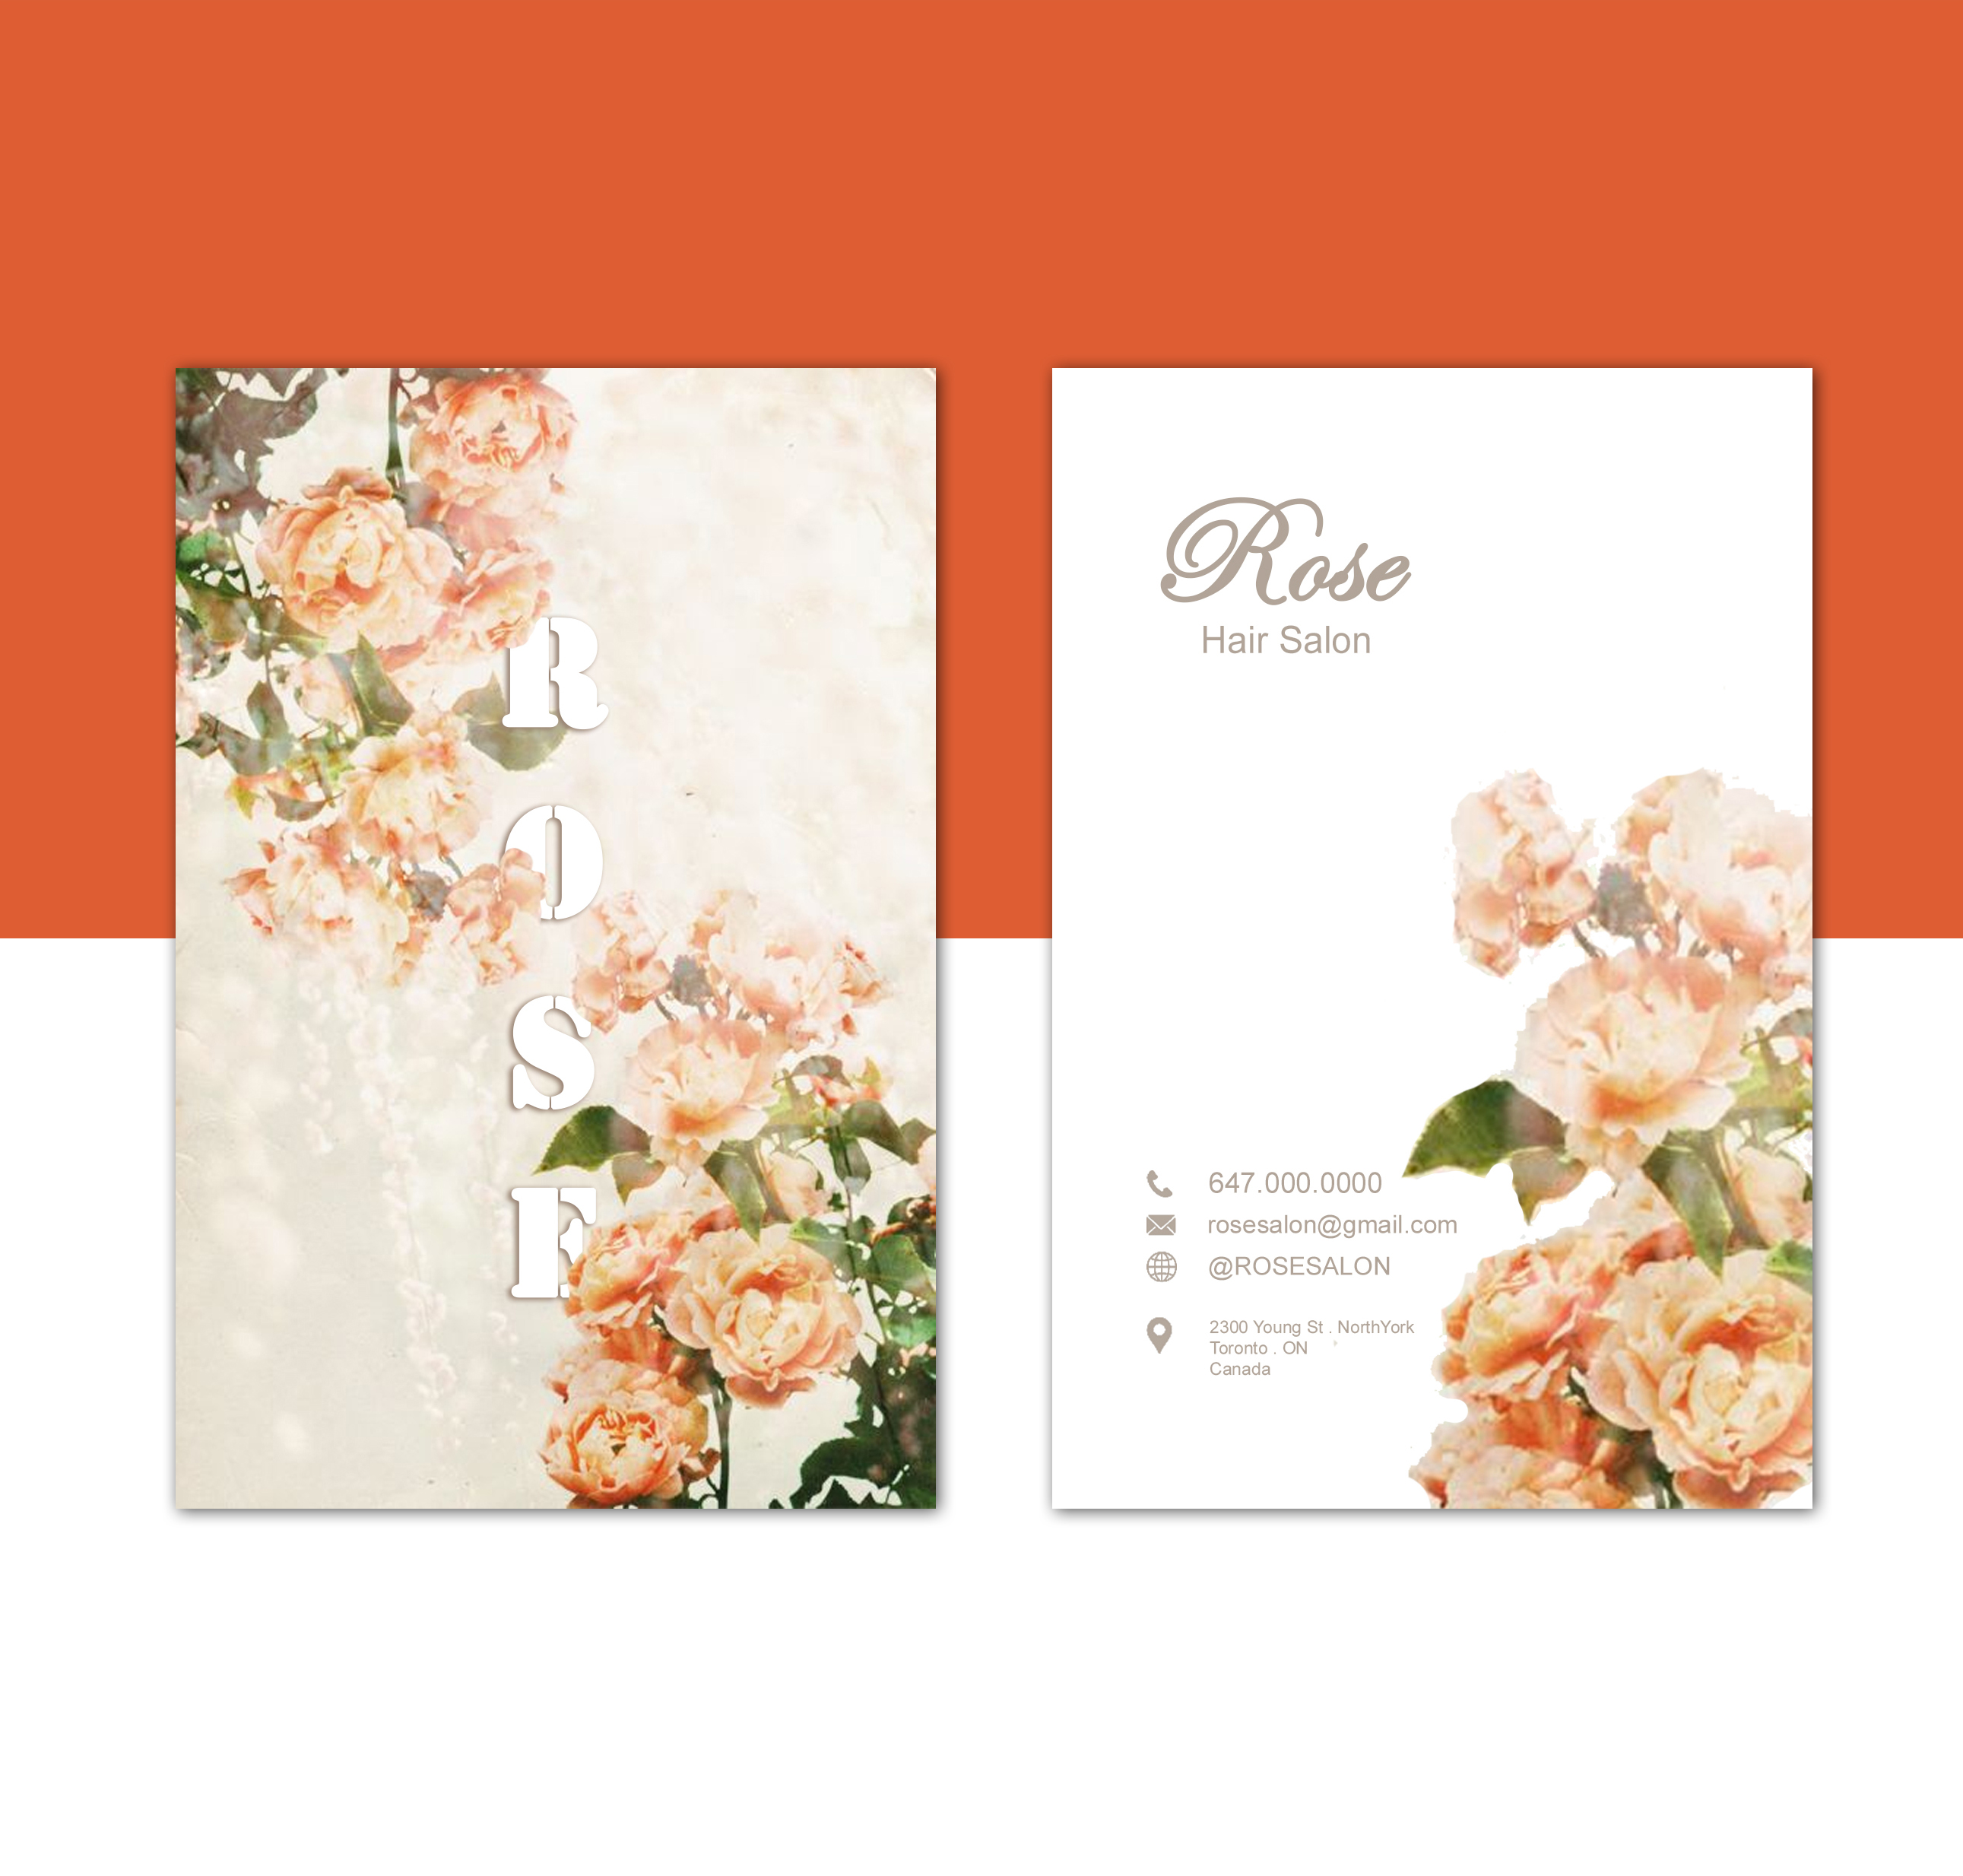 R
O
S
E
Rose
Hair Salon
647.000.0000
rosesalon@gmail.com
@ROSESALON
2300 Young St . NorthYork
Toronto . ON
Canada